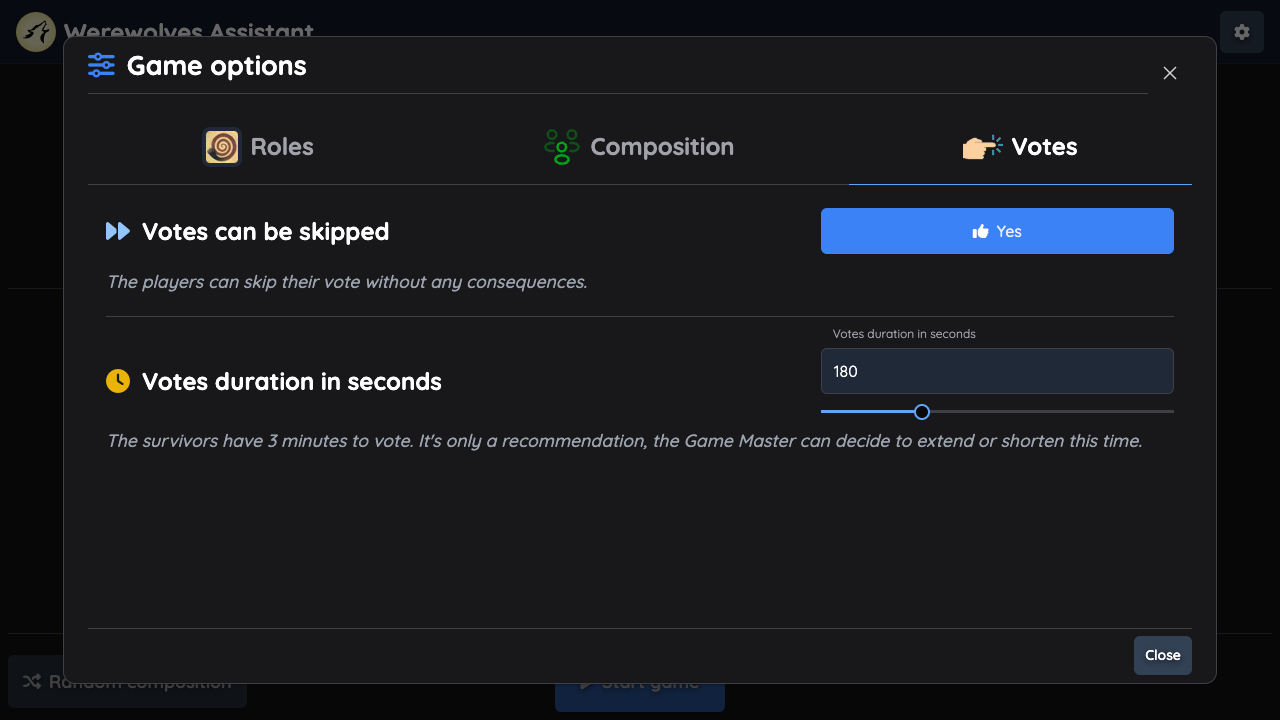 Werewolves Assistant
Game options
Roles
Composition
Votes
Votes can be skipped
Yes
The players can skip their vote without any consequences.
Votes duration in seconds
Votes duration in seconds
180
The survivors have 3 minutes to vote. It's only a recommendation, the Game Master can decide to extend or shorten this time.
Close
Random composition
Start game